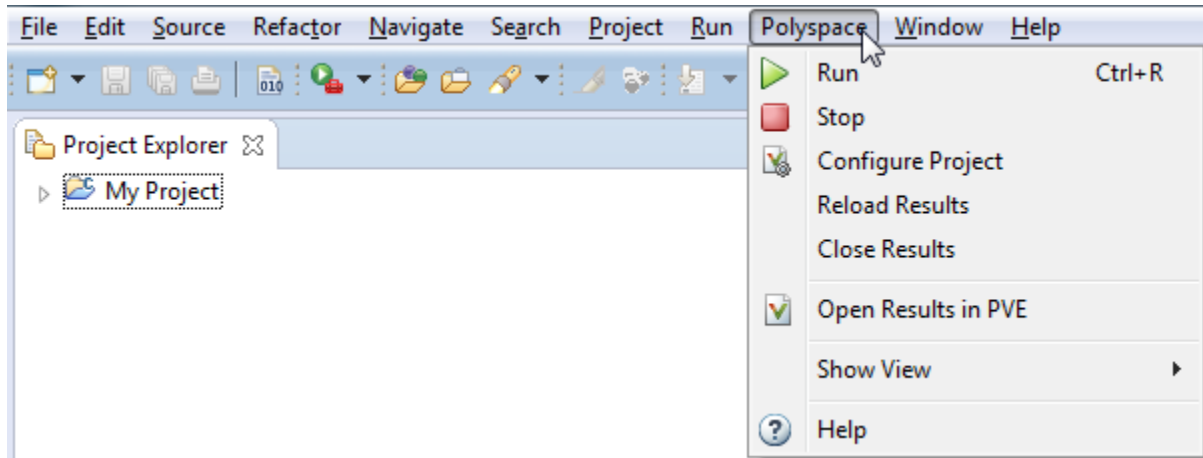 File Edit Source Refactor Navigate Search Project Run Polyspace Window Help
010
Project Explorer
My Project
Run Ctrl+R
Stop
Configure Project
Reload Results
Close Results
Open Results in PVE
Show View
Help